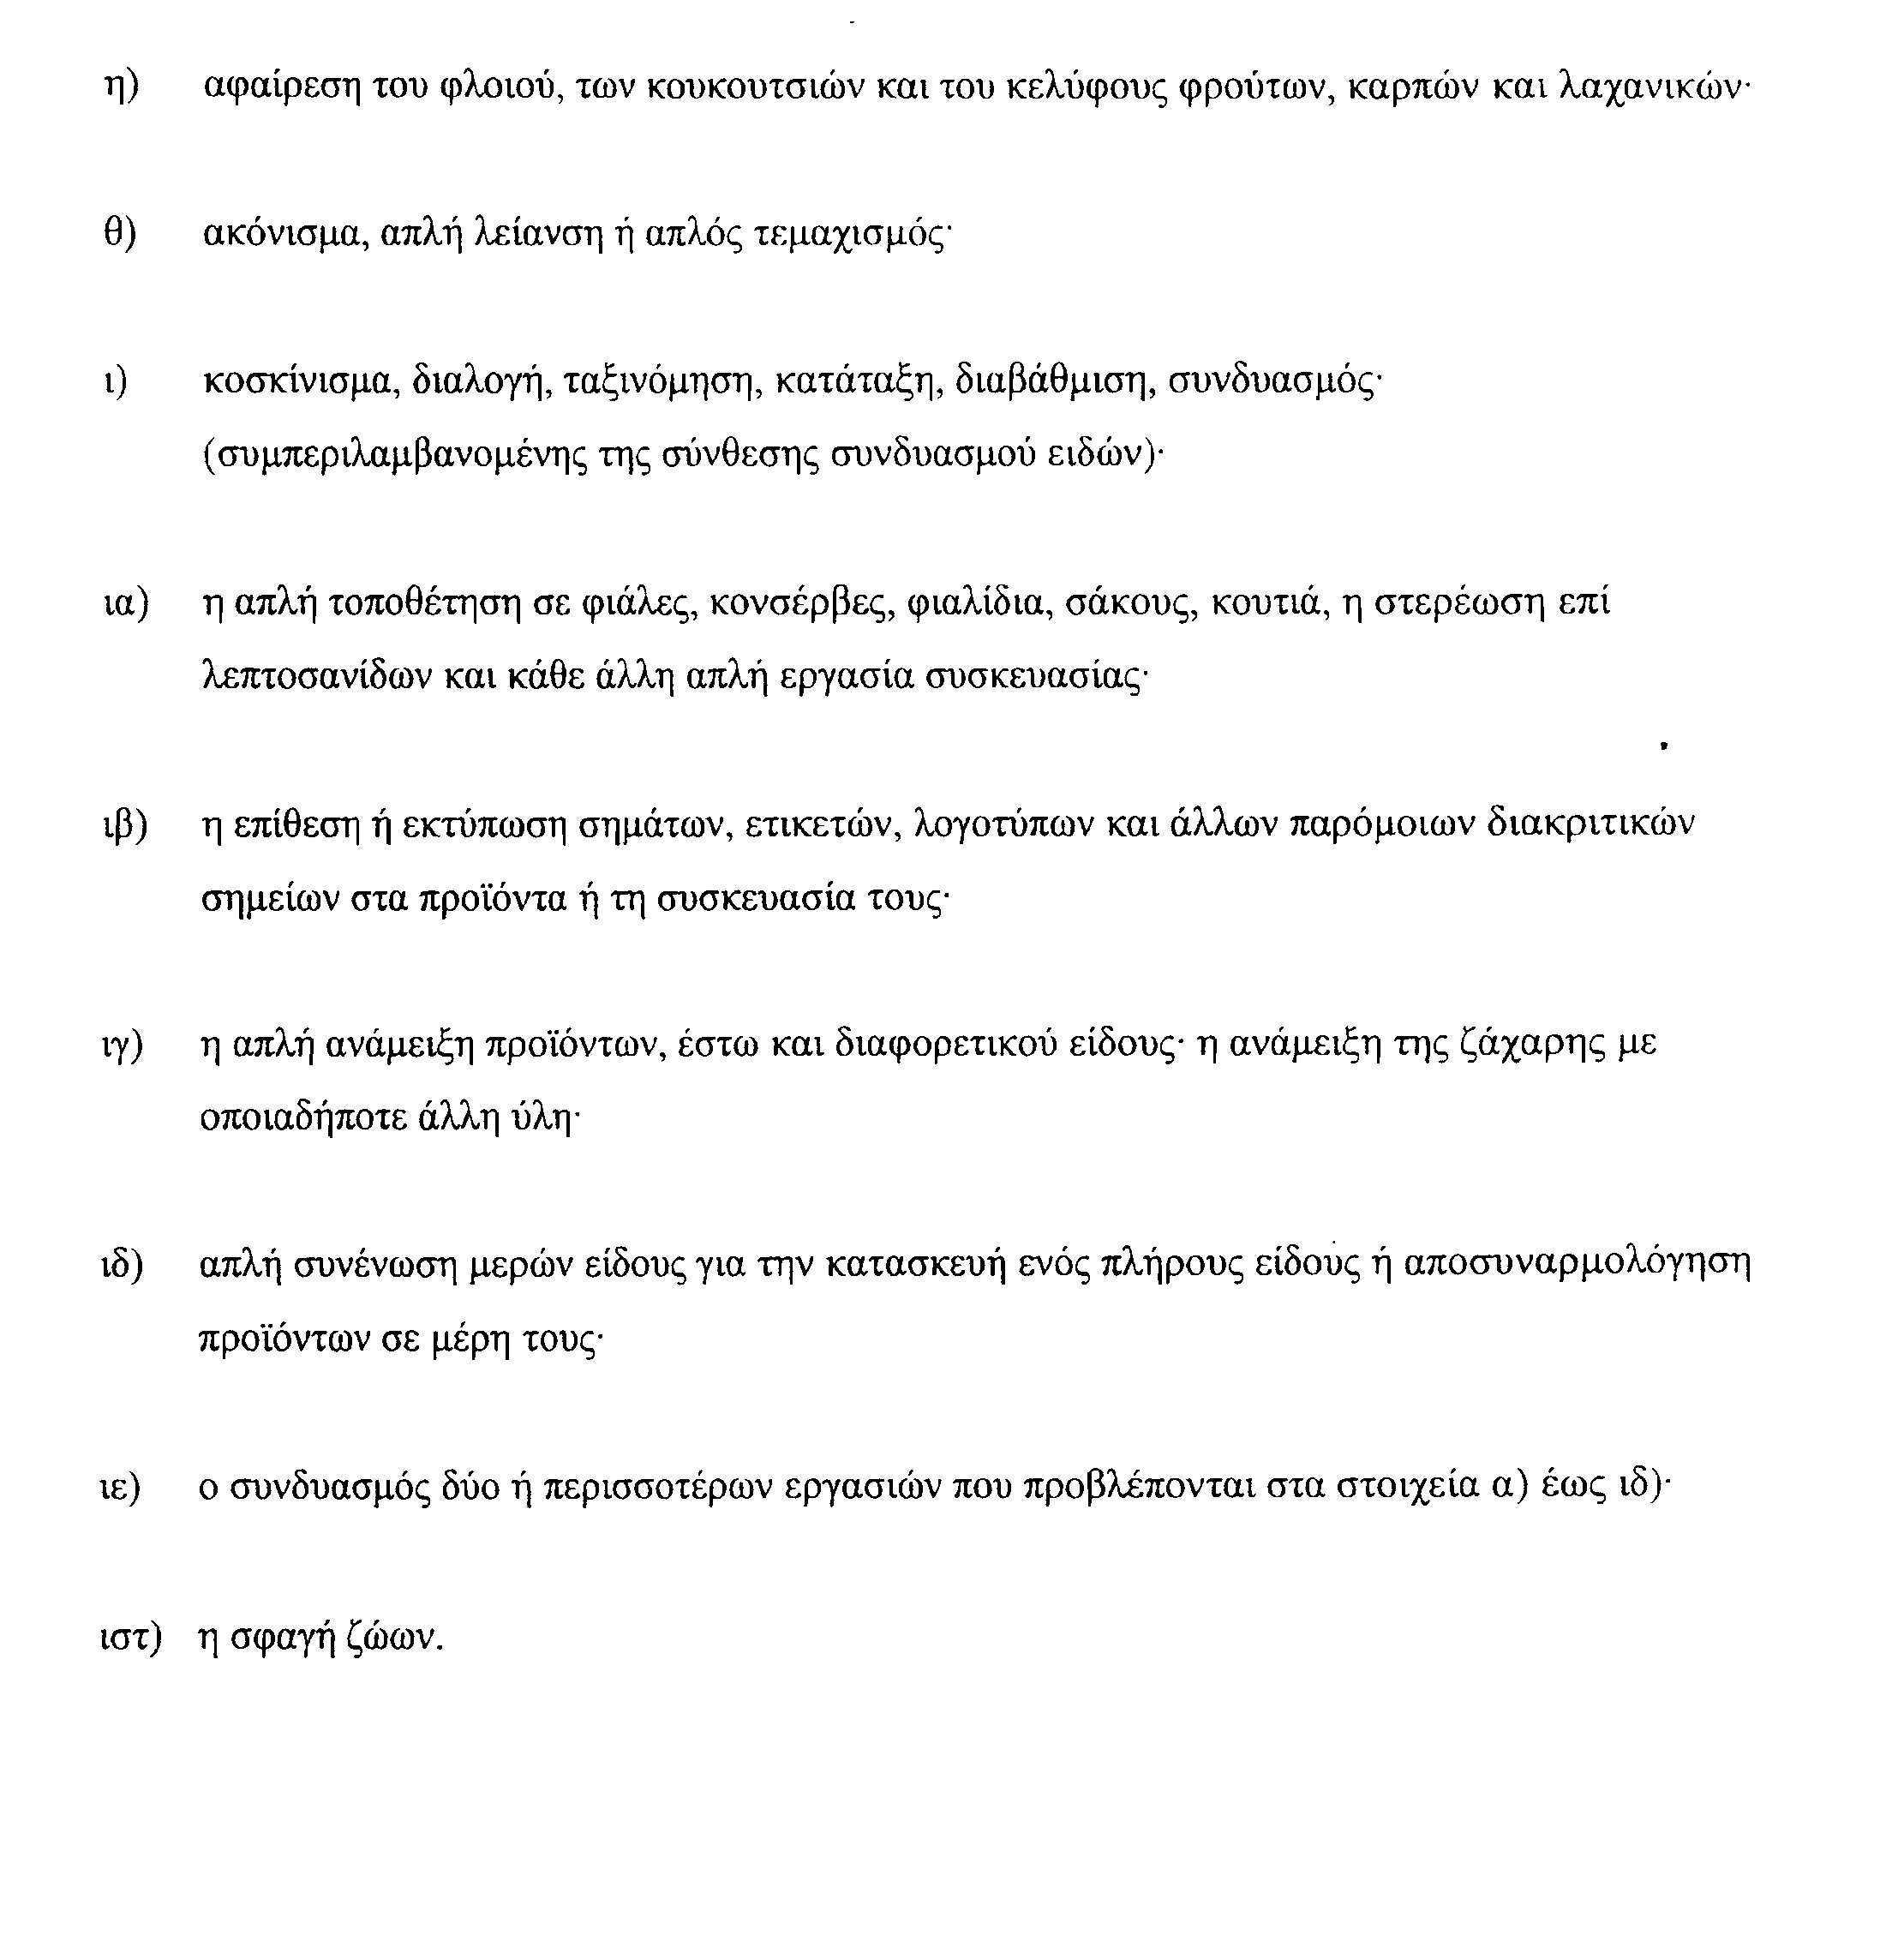 η) αφαίρεση του φλοιού, των κουκουτσιών και του κελύφους φρούτων, καρπών και λαχανικών·
θ) ακόνισμα, απλή λείανση ή απλός τεμαχισμός·
ι) κοσκίνισμα, διαλογή, ταξινόμηση, κατάταξη, διαβάθμιση, συνδυασμός·
(συμπεριλαμβανομένης της σύνθεσης συνδυασμού ειδών)·
ια) η απλή τοποθέτηση σε φιάλες, κονσέρβες, φιαλίδια, σάκους, κουτιά, η στερέωση επί
λεπτοσανίδων και κάθε άλλη απλή εργασία συσκευασίας·
ιβ) η επίθεση ή εκτύπωση σημάτων, ετικετών, λογοτύπων και άλλων παρόμοιων διακριτικών
σημείων στα προϊόντα ή τη συσκευασία τους·
ιγ) η απλή ανάμειξη προϊόντων, έστω και διαφορετικού είδους· η ανάμειξη της ζάχαρης με
οποιαδήποτε άλλη ύλη·
ιδ) απλή συνένωση μερών είδους για την κατασκευή ενός πλήρους είδους ή αποσυναρμολόγηση
προϊόντων σε μέρη τους·
ιε) ο συνδυασμός δύο ή περισσοτέρων εργασιών που προβλέπονται στα στοιχεία α) έως ιδ)·
ιστ) η σφαγή ζώων.